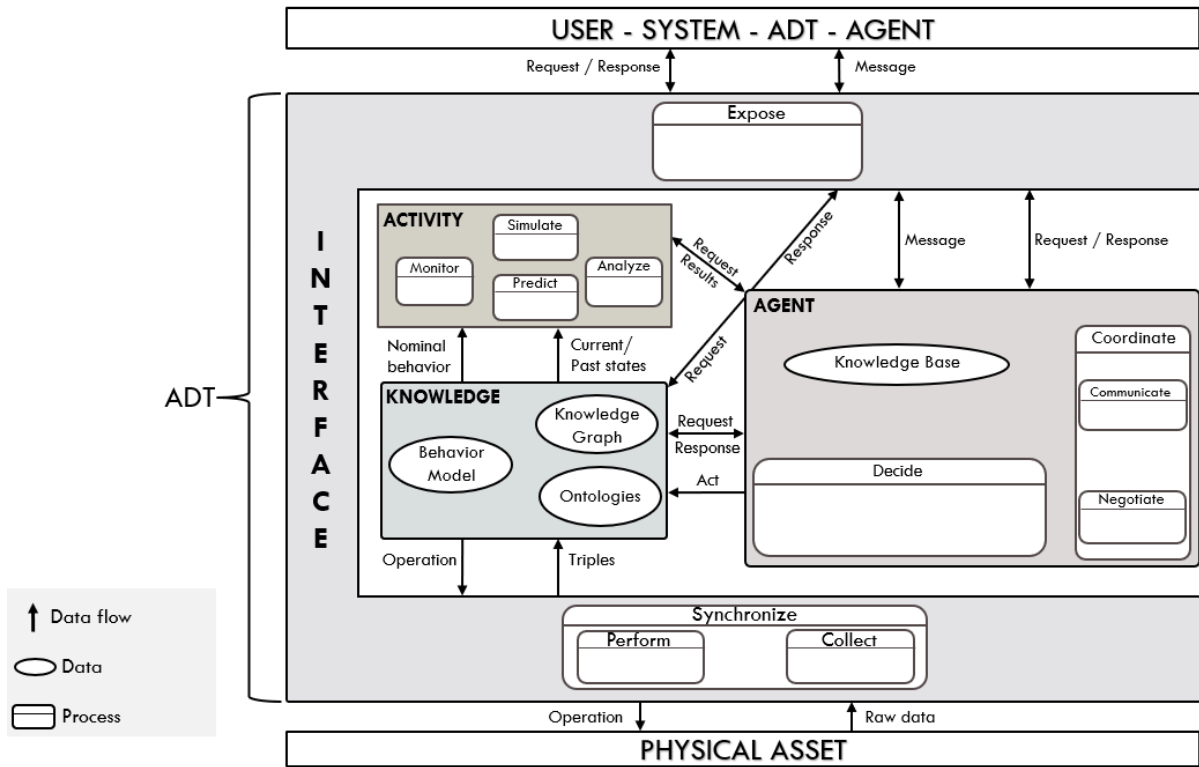 USER - SYSTEM - ADT - AGENT
Request / Response
Message
Expose
INTERFACE
ADT
ACTIVITY
Simulate
Monitor
Predict
Analyze
Request
Results
Response
Request
Message
Request / Response
Nominal
behavior
Current/
Past states
KNOWLEDGE
Knowledge
Graph
Behavior
Model
Ontologies
Request
Response
Act
AGENT
Knowledge Base
Coordinate
Communicate
Negotiate
Decide
Operation
Triples
Synchronize
Perform
Collect
Data flow
Data
Process
Operation
Raw data
PHYSICAL ASSET